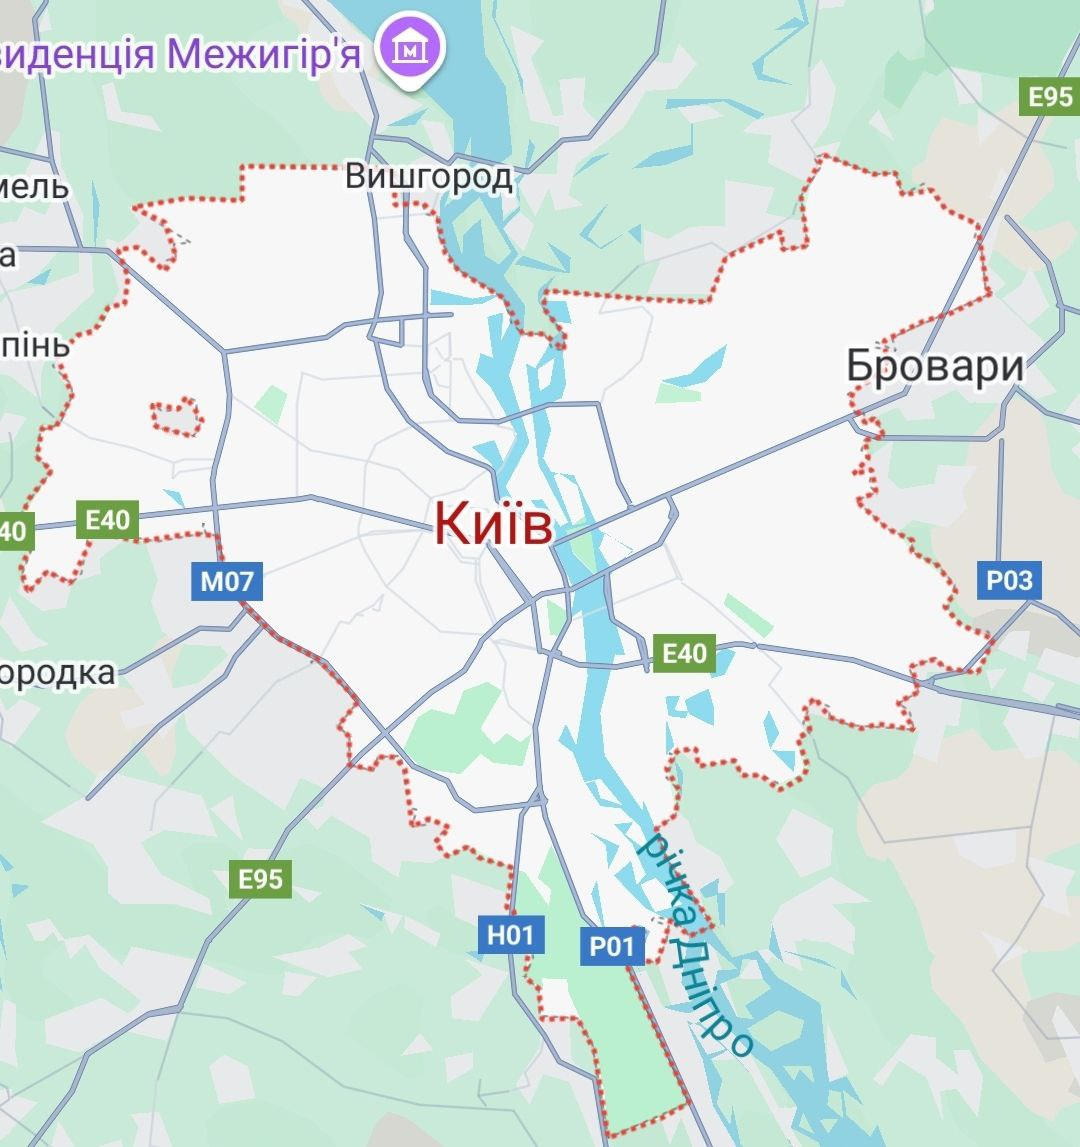 зиденція Межигір'я
E95
Вишгород
мель
а
пінь
Бровари
E40
40
Київ
M07
P03
E40
ородка
E95
H01
P01
річка Дніпро